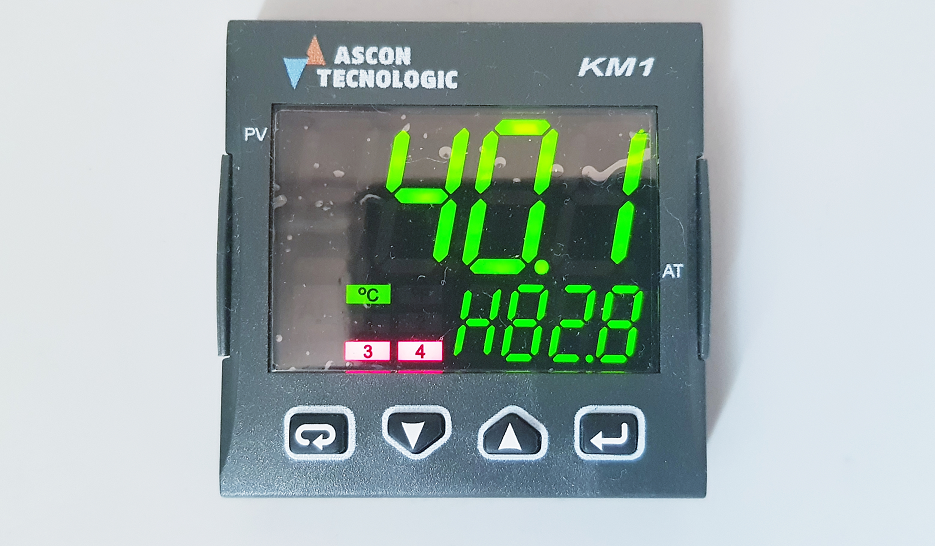 ASCON
TECNOLOGIC
KM1
PV
40.1
AT
°C
H82.8
3 4